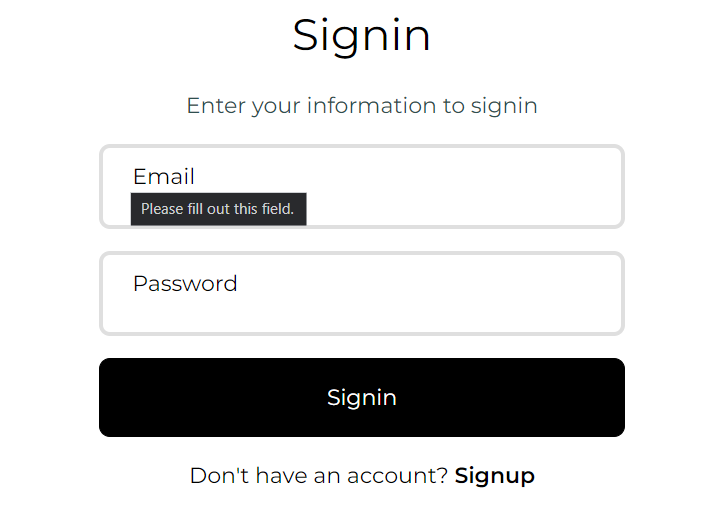 Signin
Enter your information to signin
Email
Please fill out this field.
Password
Signin
Don't have an account? Signup